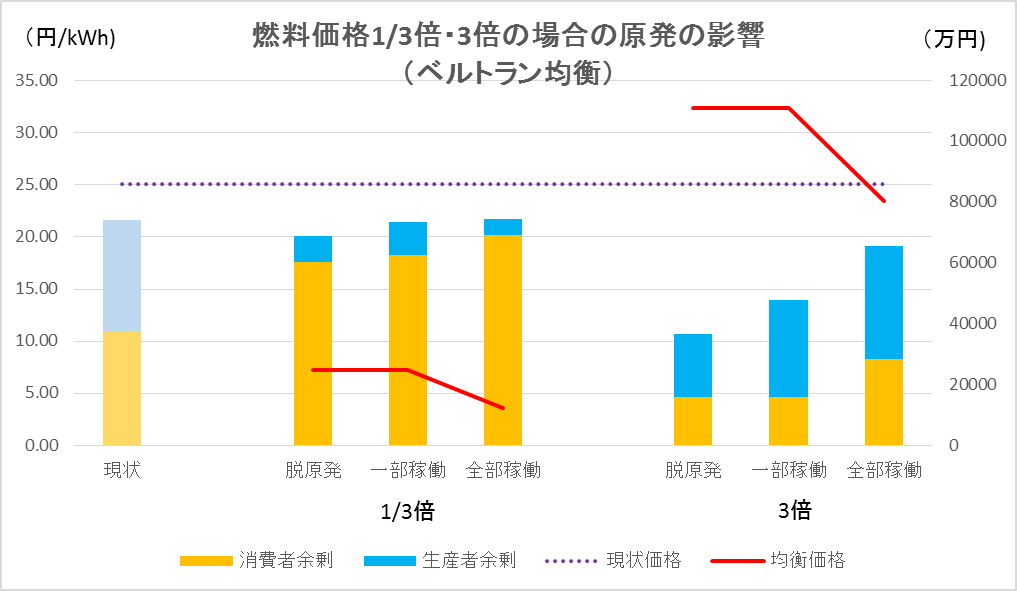 （円/kWh)
燃料価格1/3倍・3倍の場合の原発の影響
（ベルトラン均衡）
（万円)
35.00
30.00
25.00
20.00
15.00
10.00
5.00
0.00
120000
100000
80000
60000
40000
20000
0
現状
脱原発
一部稼働
全部稼働
脱原発
一部稼働
全部稼働
1/3倍
3倍
消費者余剰
生産者余剰
現状価格
均衡価格